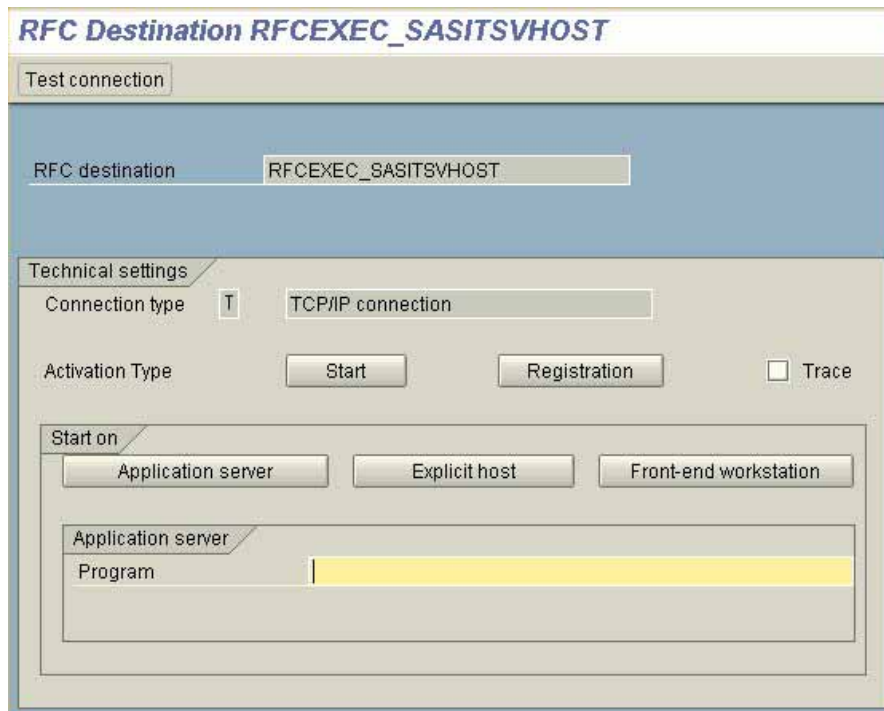 RFC Destination RFCEXEC_SASITSVHOST
Test connection
RFC destination RFCEXEC_SASITSVHOST
Technical settings
Connection type T TCP/IP connection
Activation Type Start Registration Trace
Start on
Application server Explicit host Front-end workstation
Application server
Program